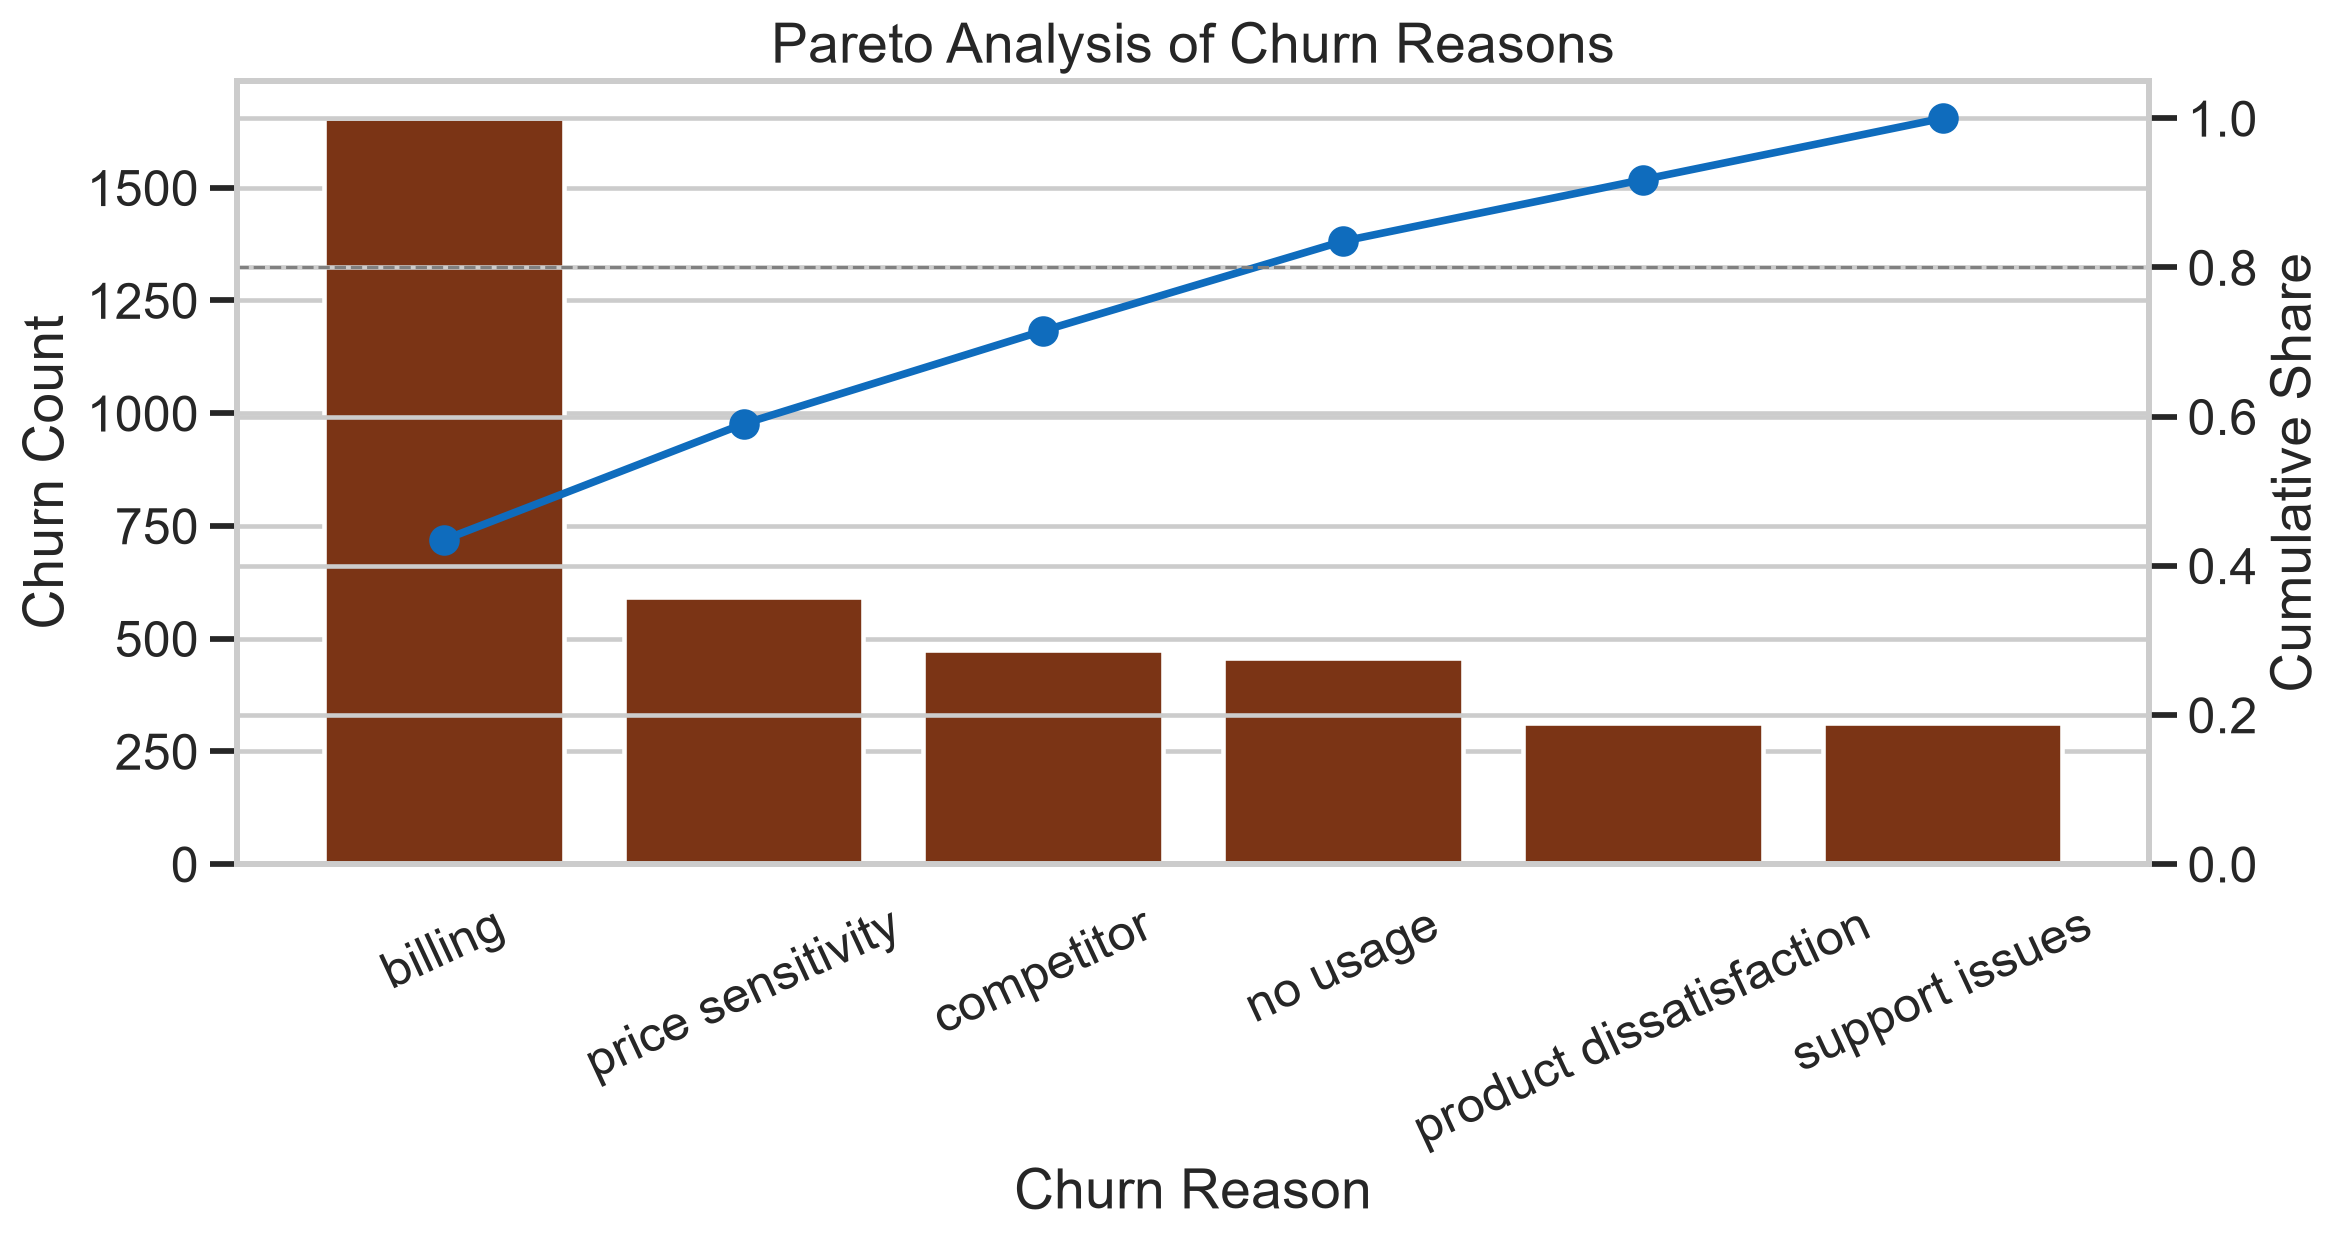 Pareto Analysis of Churn Reasons
Churn Count
1500
1250
1000
750
500
250
0
1.0
0.8
0.6
0.4
0.2
0.0
Cumulative Share
billing
price sensitivity
competitor
no usage
product dissatisfaction
support issues
Churn Reason